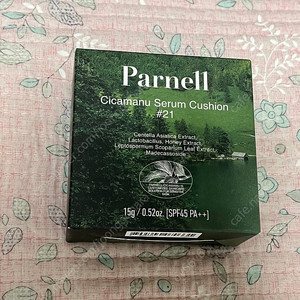 Parnell
Cicamanu Serum Cushion
#21
Centella Asiatica Extract,
Lactobacillus, Honey Extract,
Leptospermum Scoparium Leaf Extract,
Madecassoside
15g / 0.52oz. [SPF45 PA++]